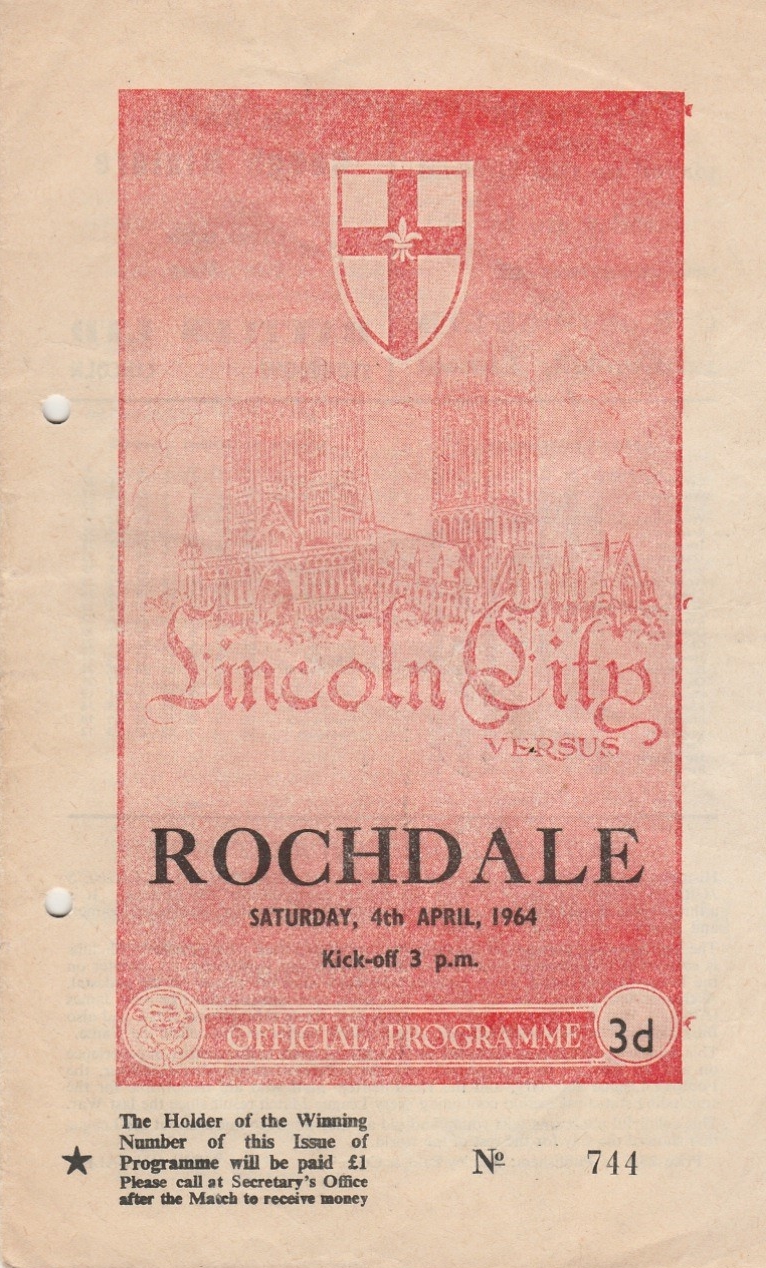 Lincoln City
VERSUS
ROCHDALE
SATURDAY, 4th APRIL, 1964
Kick-off 3 p.m.
OFFICIAL PROGRAMME 3d
The Holder of the Winning
Number of this Issue of
★ Programme will be paid £1
Please call at Secretary's Office
after the Match to receive money
Nº 744